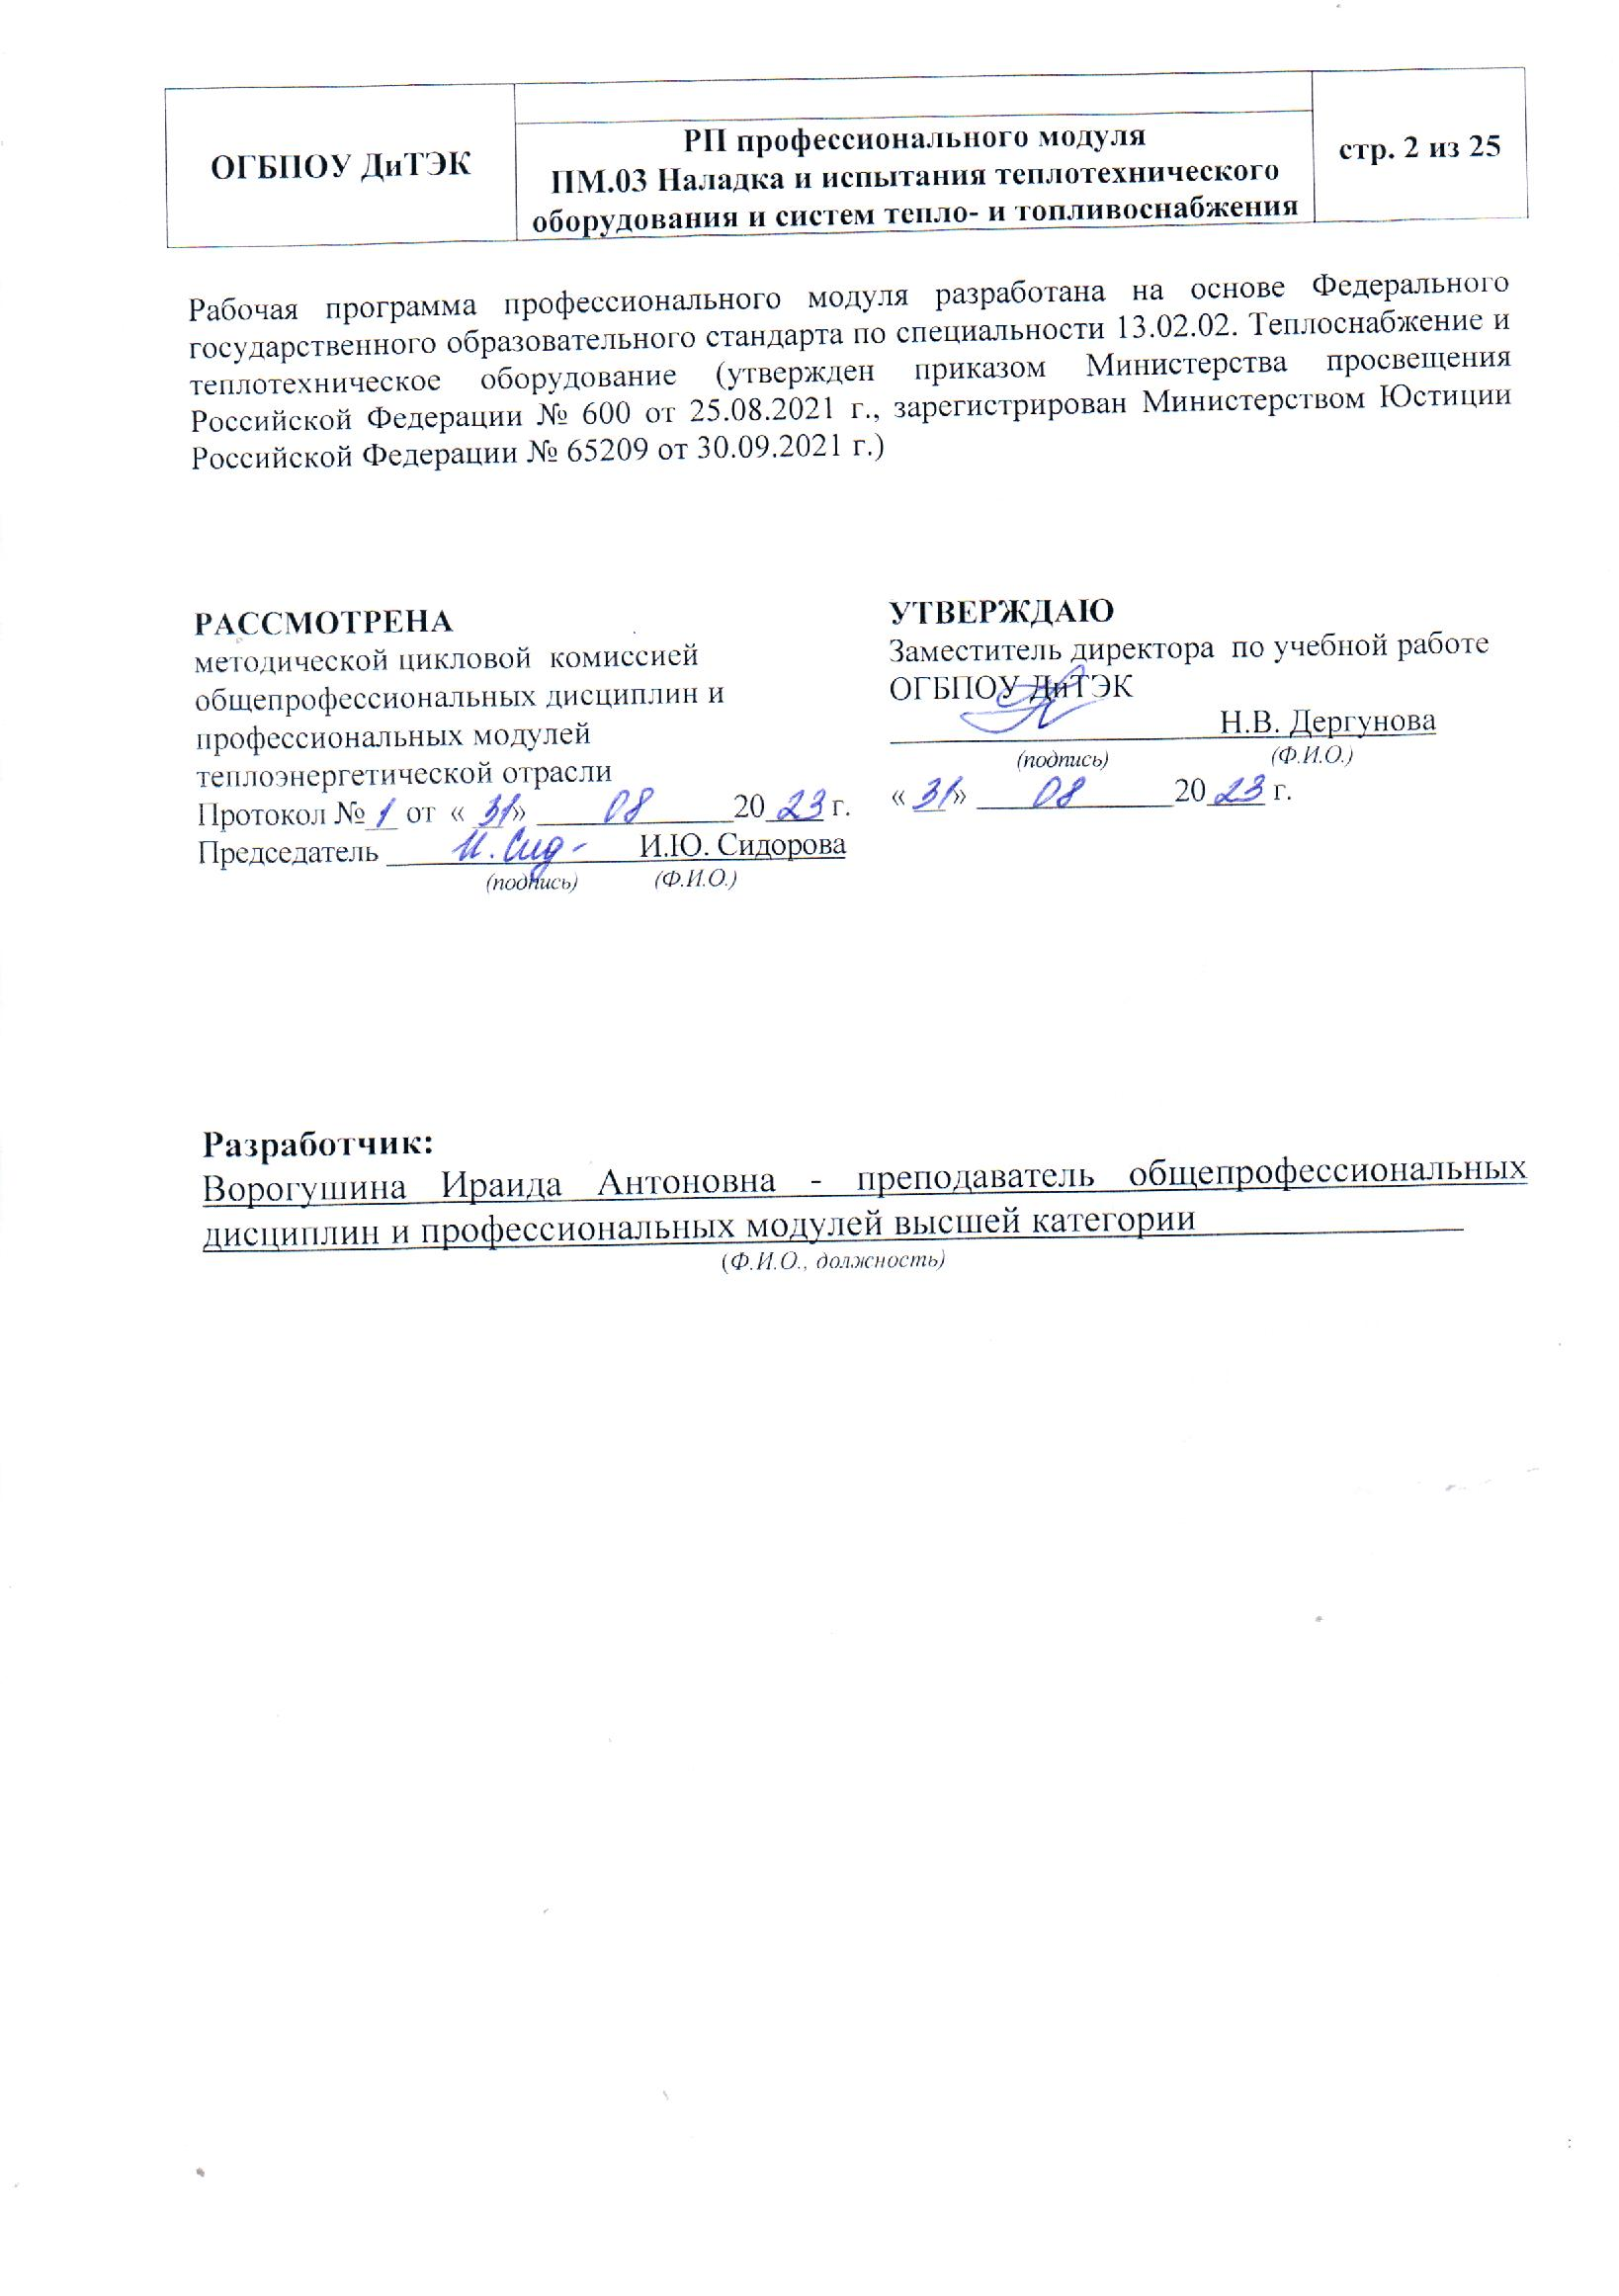 ОГБПОУ ДиТЭК
РП профессионального модуля
ПМ.03 Наладка и испытания теплотехнического
оборудования и систем тепло- и топливоснабжения
стр. 2 из 25
Рабочая программа профессионального модуля разработана на основе Федерального
государственного образовательного стандарта по специальности 13.02.02. Теплоснабжение и
теплотехническое оборудование (утвержден приказом Министерства просвещения
Российской Федерации № 600 от 25.08.2021 г., зарегистрирован Министерством Юстиции
Российской Федерации № 65209 от 30.09.2021 г.)
РАССМОТРЕНА
методической цикловой комиссией
общепрофессиональных дисциплин и
профессиональных модулей
теплоэнергетической отрасли
Протокол № 1 от « 31» 08 2023 г.
Председатель И. Сид- И.Ю. Сидорова
(подпись) (Ф.И.О.)
УТВЕРЖДАЮ
Заместитель директора по учебной работе
ОГБПОУ ДиТЭК
Н.В. Дергунова
(подпись) (Ф.И.О.)
« 31» 08 2023 г.
Разработчик:
Ворогушина Ираида Антоновна - преподаватель общепрофессиональных
дисциплин и профессиональных модулей высшей категории
(Ф.И.О., должность)